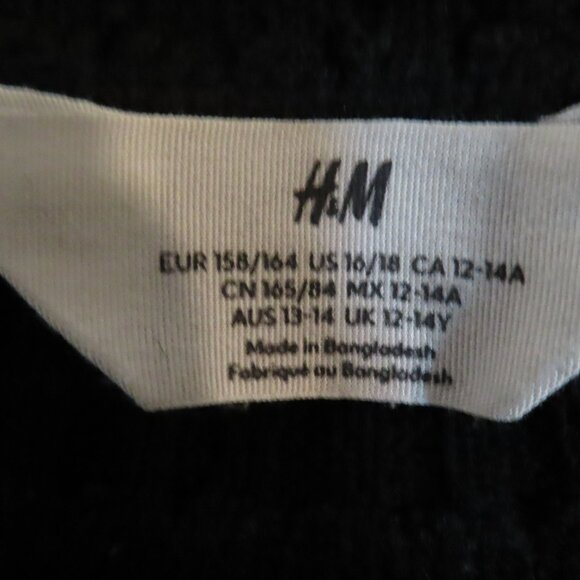 H&M
EUR 158/164 US 16/18 CA 12-14A
CN 165/84 MX 12-14A
AUS 13-14 UK 12-14Y
Made in Bangladesh
Fabriqué au Bangladesh